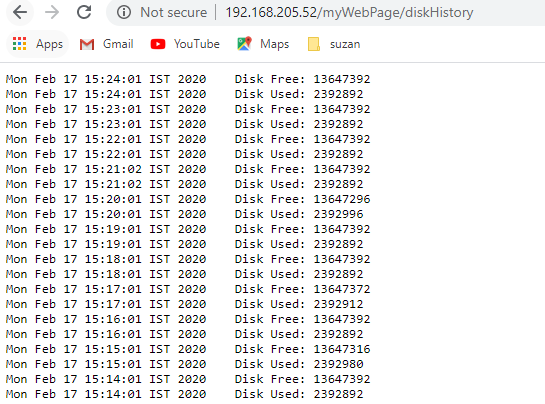 Not secure | 192.168.205.52/myWebPage/diskHistory
Apps Gmail YouTube Maps suzan
Mon Feb 17 15:24:01 IST 2020 Disk Free: 13647392
Mon Feb 17 15:24:01 IST 2020 Disk Used: 2392892
Mon Feb 17 15:23:01 IST 2020 Disk Free: 13647392
Mon Feb 17 15:23:01 IST 2020 Disk Used: 2392892
Mon Feb 17 15:22:01 IST 2020 Disk Free: 13647392
Mon Feb 17 15:22:01 IST 2020 Disk Used: 2392892
Mon Feb 17 15:21:02 IST 2020 Disk Free: 13647392
Mon Feb 17 15:21:02 IST 2020 Disk Used: 2392892
Mon Feb 17 15:20:01 IST 2020 Disk Free: 13647296
Mon Feb 17 15:20:01 IST 2020 Disk Used: 2392996
Mon Feb 17 15:19:01 IST 2020 Disk Free: 13647392
Mon Feb 17 15:19:01 IST 2020 Disk Used: 2392892
Mon Feb 17 15:18:01 IST 2020 Disk Free: 13647392
Mon Feb 17 15:18:01 IST 2020 Disk Used: 2392892
Mon Feb 17 15:17:01 IST 2020 Disk Free: 13647372
Mon Feb 17 15:17:01 IST 2020 Disk Used: 2392912
Mon Feb 17 15:16:01 IST 2020 Disk Free: 13647392
Mon Feb 17 15:16:01 IST 2020 Disk Used: 2392892
Mon Feb 17 15:15:01 IST 2020 Disk Free: 13647316
Mon Feb 17 15:15:01 IST 2020 Disk Used: 2392980
Mon Feb 17 15:14:01 IST 2020 Disk Free: 13647392
Mon Feb 17 15:14:01 IST 2020 Disk Used: 2392892